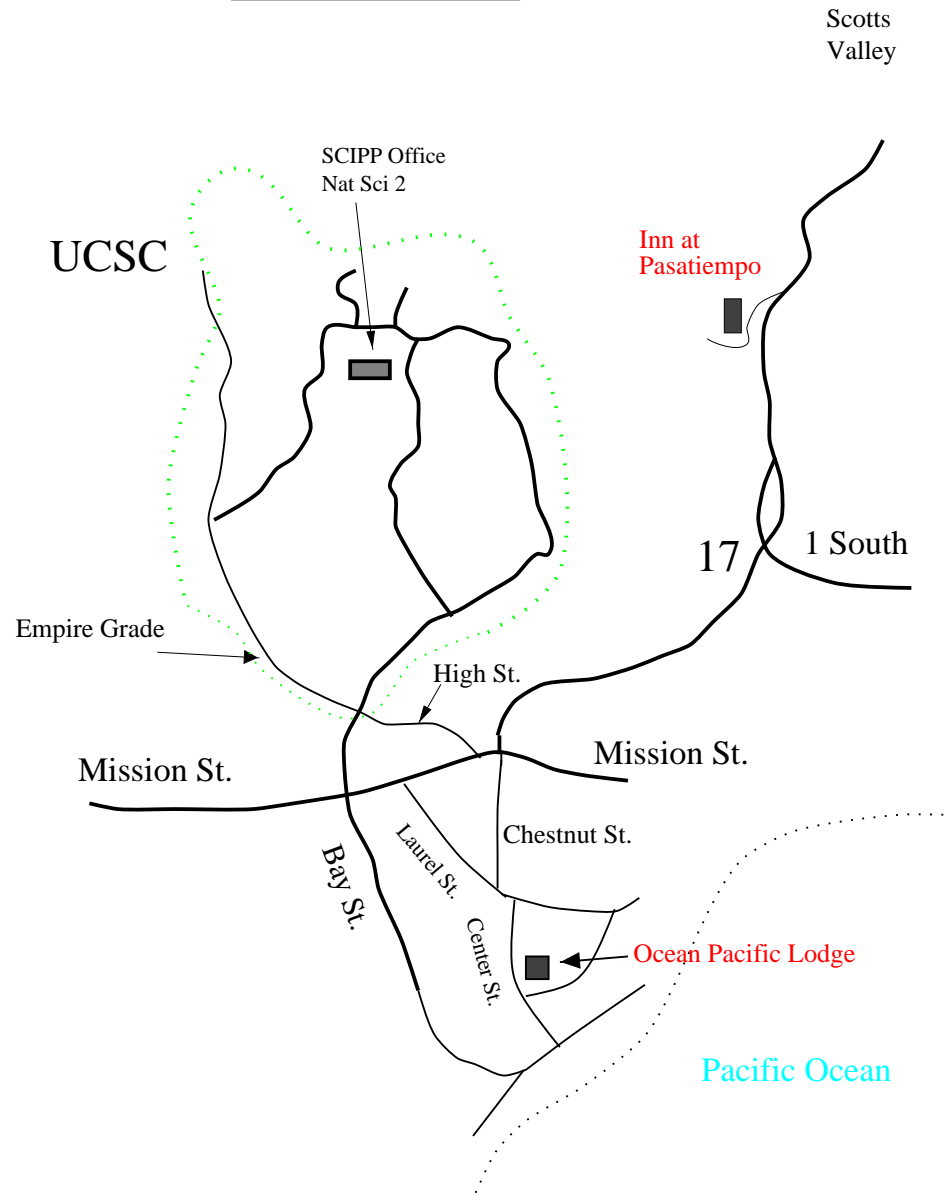 Scotts
Valley
SCIPP Office
Nat Sci 2
UCSC
Inn at
Pasatiempo
17
1 South
Empire Grade
High St.
Mission St.
Mission St.
Chestnut St.
Laurel St.
Bay St.
Center St.
Ocean Pacific Lodge
Pacific Ocean